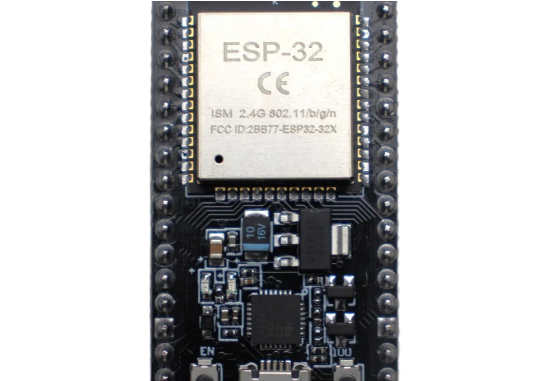 ESP-32
CE
ISM 2.4G 802.11/b/g/n
FCC ID:2BB77-ESP32-32X
10
16V
EN